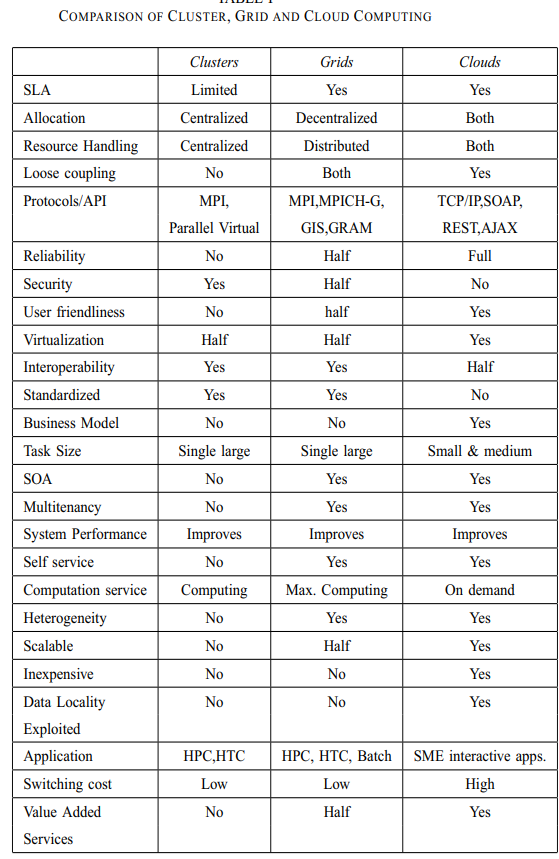 TABLE I
COMPARISON OF CLUSTER, GRID AND CLOUD COMPUTING
Clusters Grids Clouds
SLA Limited Yes Yes
Allocation Centralized Decentralized Both
Resource Handling Centralized Distributed Both
Loose coupling No Both Yes
Protocols/API MPI, MPI,MPICH-G, TCP/IP,SOAP,
Parallel Virtual GIS,GRAM REST,AJAX
Reliability No Half Full
Security Yes Half No
User friendliness No half Yes
Virtualization Half Half Yes
Interoperability Yes Yes Half
Standardized Yes Yes No
Business Model No No Yes
Task Size Single large Single large Small & medium
SOA No Yes Yes
Multitenancy No Yes Yes
System Performance Improves Improves Improves
Self service No Yes Yes
Computation service Computing Max. Computing On demand
Heterogeneity No Yes Yes
Scalable No Half Yes
Inexpensive No No Yes
Data Locality No No Yes
Exploited
Application HPC,HTC HPC, HTC, Batch SME interactive apps.
Switching cost Low Low High
Value Added No Half Yes
Services